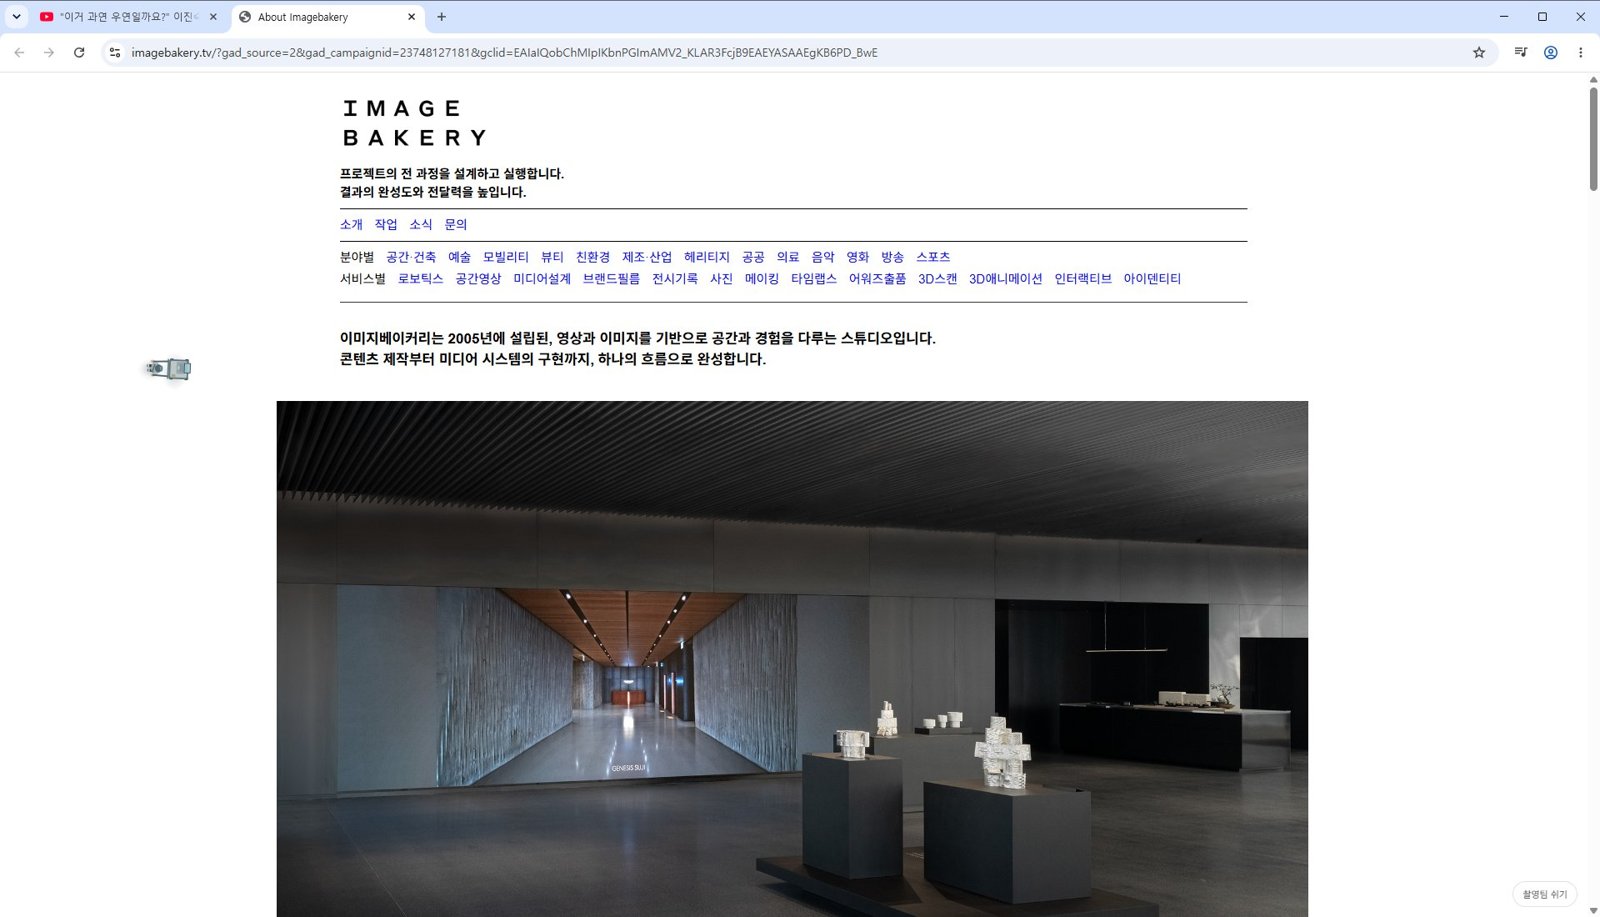 "이거 과연 우연일까요?" 이진
About Imagebakery
imagebakery.tv/?gad_source=2&gad_campaignid=23748127181&gclid=EAIaIQobChMIpIKbnPGImAMV2_KLAR3FcjB9EAEYASAAEgKB6PD_BwE
IMAGE
BAKERY
프로젝트의 전 과정을 설계하고 실행합니다.
결과의 완성도와 전달력을 높입니다.
소개 작업 소식 문의
분야별 공간·건축 예술 모빌리티 뷰티 친환경 제조·산업 헤리티지 공공 의료 음악 영화 방송 스포츠
서비스별 로보틱스 공간영상 미디어설계 브랜드필름 전시기록 사진 메이킹 타임랩스 어워즈출품 3D스캔 3D애니메이션 인터랙티브 아이덴티티
이미지베이커리는 2005년에 설립된, 영상과 이미지를 기반으로 공간과 경험을 다루는 스튜디오입니다.
콘텐츠 제작부터 미디어 시스템의 구현까지, 하나의 흐름으로 완성합니다.
GENESIS SUJI
촬영팀 쉬기